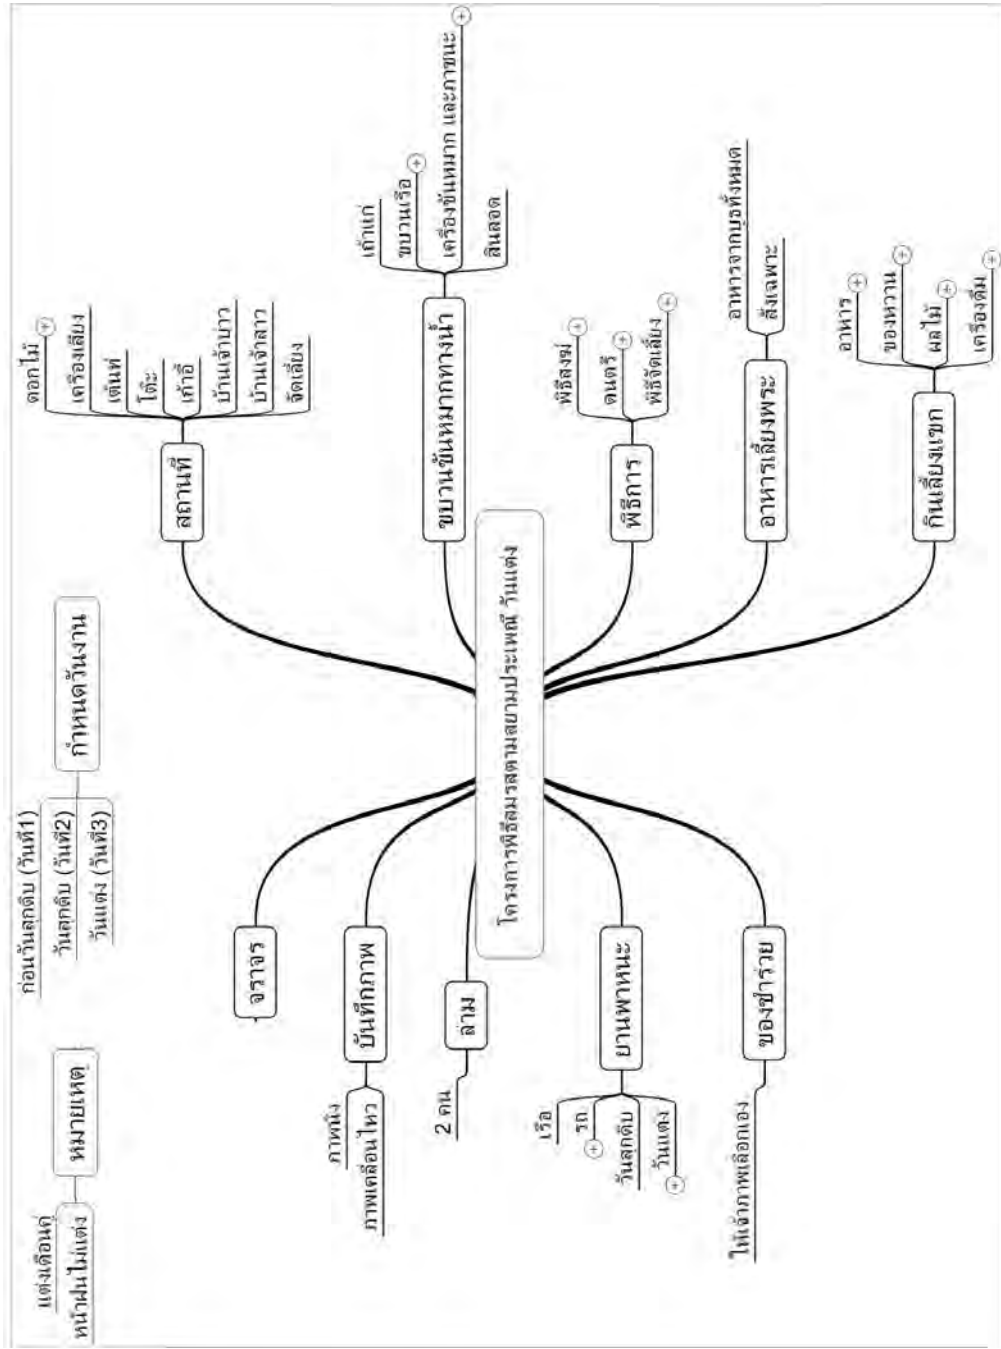 หมายเหตุ
แต่งเดือนคู่
หน้าฝนไม่แต่ง
กำหนดวันงาน
ก่อนวันสุกดิบ (วันที่1)
วันสุกดิบ (วันที่2)
วันแต่ง (วันที่3)
โครงการพิธีสมรสตามสยามประเพณี วันแต่ง
จราจร
บันทึกภาพ
ภาพนิ่ง
ภาพเคลื่อนไหว
ล่าม
2 คน
ยานพาหนะ
เรือ
รถ
วันสุกดิบ
วันแต่ง
ของชำร่วย
ให้เจ้าภาพเลือกเอง
สถานที่
ดอกไม้
เครื่องเสียง
เต็นท์
โต๊ะ
เก้าอี้
บ้านเจ้าบ่าว
บ้านเจ้าสาว
จัดเลี้ยง
ขบวนขันหมากทางน้ำ
เถ้าแก่
ขบวนเรือ
เครื่องขันหมาก และภาชนะ
สินสอด
พิธีการ
พิธีสงฆ์
ดนตรี
พิธีจัดเลี้ยง
อาหารเลี้ยงพระ
อาหารจากบูธทั้งหมด
สั่งเฉพาะ
กินเลี้ยงแขก
อาหาร
ของหวาน
ผลไม้
เครื่องดื่ม